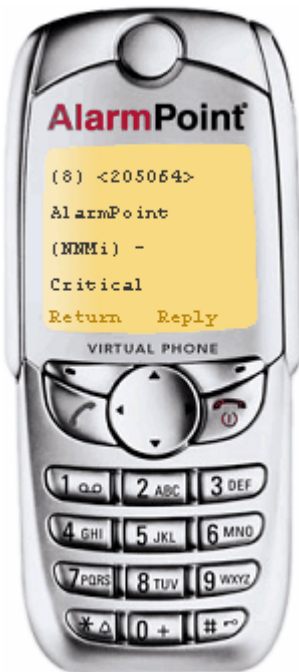 AlarmPoint
(8) <205064>
AlarmPoint
(NNMi) -
Critical
Return Reply
VIRTUAL PHONE
1
2 ABC
3 DEF
4 GHI
5 JKL
6 MNO
7 PQRS
8 TUV
9 WXYZ
*
0 +
#